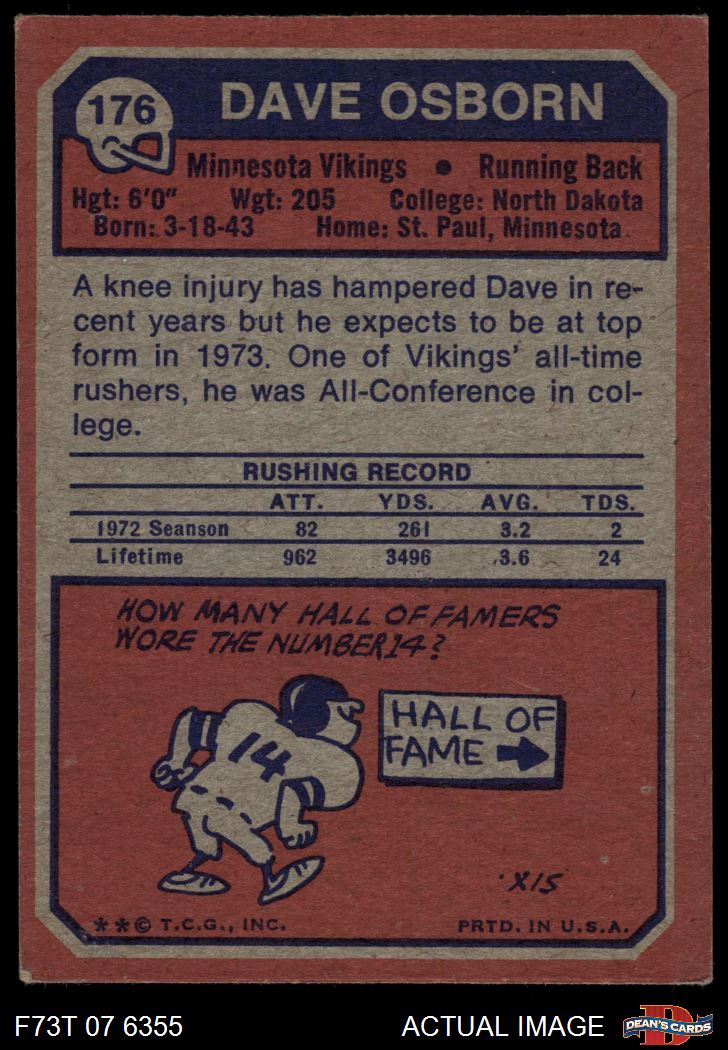 176
DAVE OSBORN
Minnesota Vikings • Running Back
Hgt: 6'0" Wgt: 205 College: North Dakota
Born: 3-18-43 Home: St. Paul, Minnesota
A knee injury has hampered Dave in re-
cent years but he expects to be at top
form in 1973. One of Vikings' all-time
rushers, he was All-Conference in col-
lege.
RUSHING RECORD
ATT. YDS. AVG. TDS.
1972 Seanson 82 261 3.2 2
Lifetime 962 3496 3.6 24
HOW MANY HALL OF FAMERS
WORE THE NUMBER 14?
14
HALL OF
FAME
XIS
**© T.C.G., INC. PRTD. IN U.S.A.
F73T 07 6355 ACTUAL IMAGE
D
DEAN'S CARDS